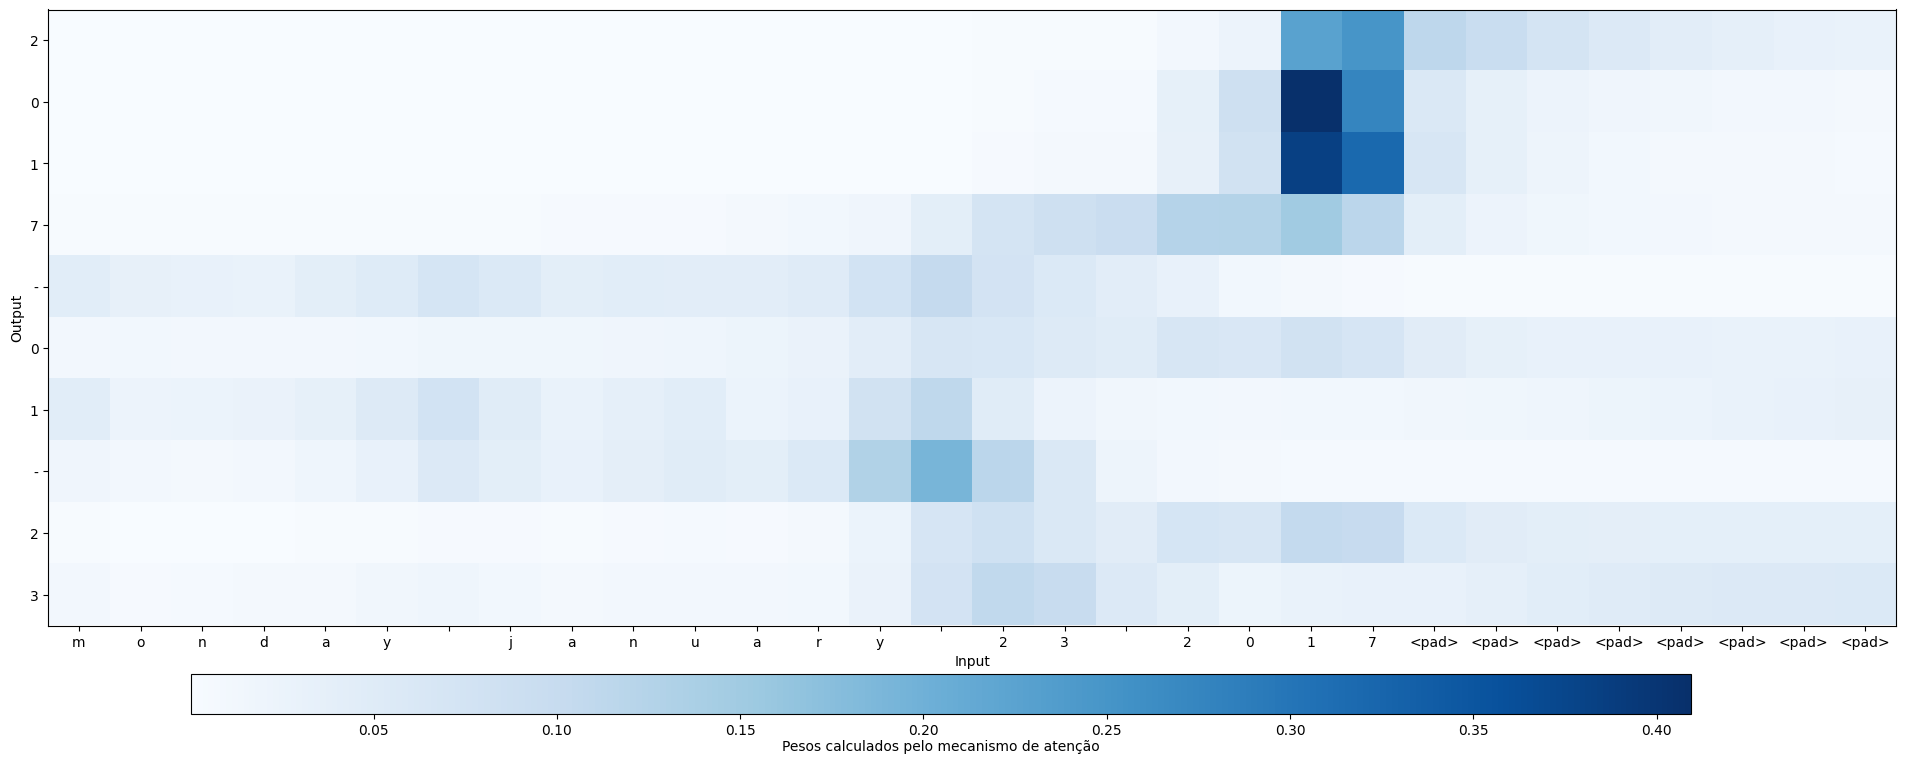 2
0
1
7
-
0
1
-
2
3
Output
m o n d a y j a n u a r y 2 3 2 0 1 7 <pad> <pad> <pad> <pad> <pad> <pad> <pad> <pad>
Input
0.05 0.10 0.15 0.20 0.25 0.30 0.35 0.40
Pesos calculados pelo mecanismo de atenção